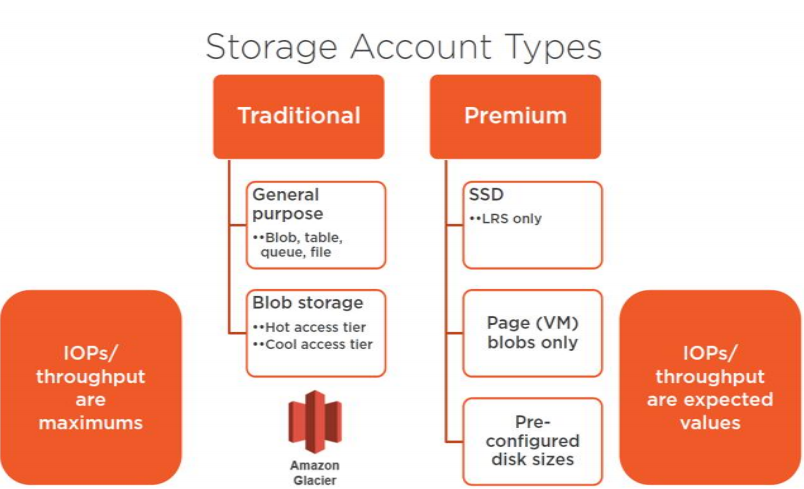 Storage Account Types
Traditional
General
purpose
••Blob, table,
queue, file
Blob storage
••Hot access tier
••Cool access tier
Premium
SSD
••LRS only
Page (VM)
blobs only
Pre-
configured
disk sizes
IOPs/
throughput
are
maximums
IOPs/
throughput
are expected
values
Amazon
Glacier